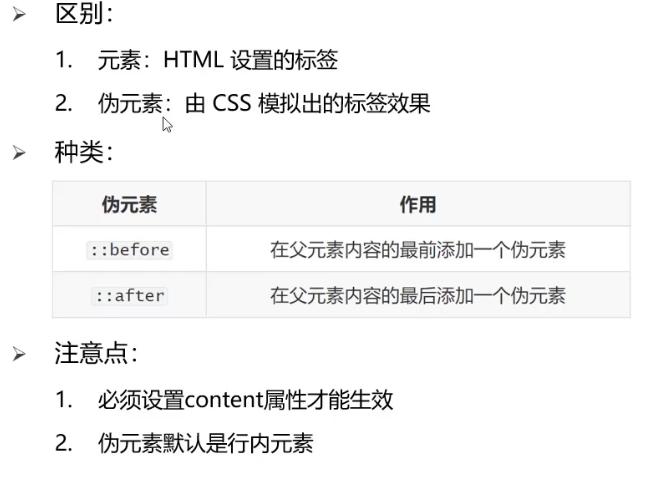 ➢ 区别：
1. 元素：HTML 设置的标签
2. 伪元素：由 CSS 模拟出的标签效果
➢ 种类：
伪元素 作用
::before 在父元素内容的最前添加一个伪元素
::after 在父元素内容的最后添加一个伪元素
➢ 注意点：
1. 必须设置content属性才能生效
2. 伪元素默认是行内元素